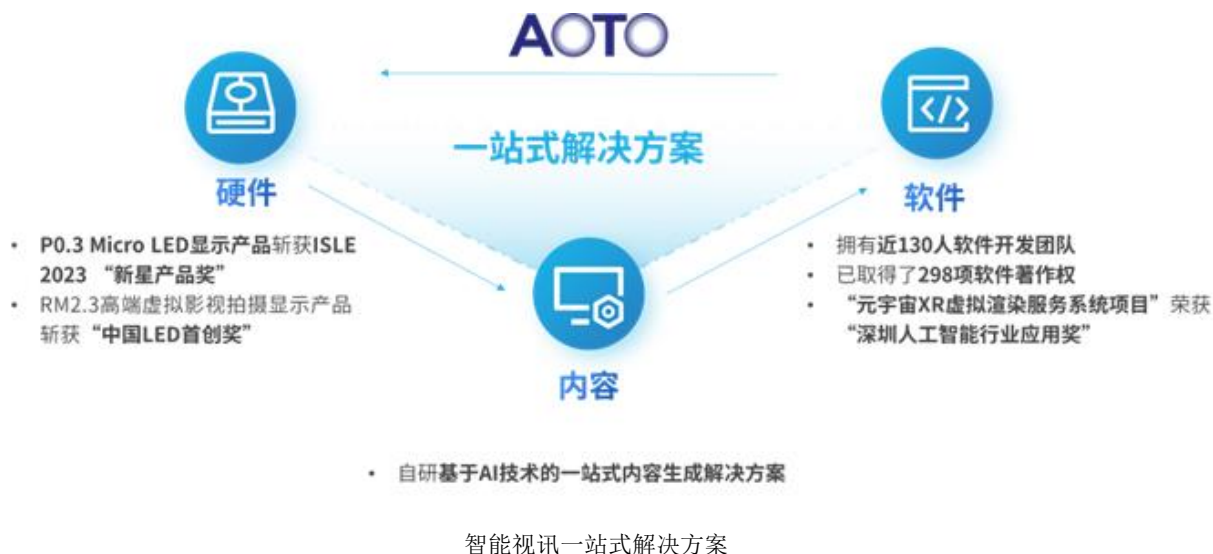 AOTO
一站式解决方案
硬件
• P0.3 Micro LED显示产品斩获ISLE
2023 “新星产品奖”
• RM2.3高端虚拟影视拍摄显示产品
斩获“中国LED首创奖”
</>
软件
• 拥有近130人软件开发团队
• 已取得了298项软件著作权
• “元宇宙XR虚拟渲染服务系统项目”荣获
“深圳人工智能行业应用奖”
内容
• 自研基于AI技术的一站式内容生成解决方案
智能视讯一站式解决方案